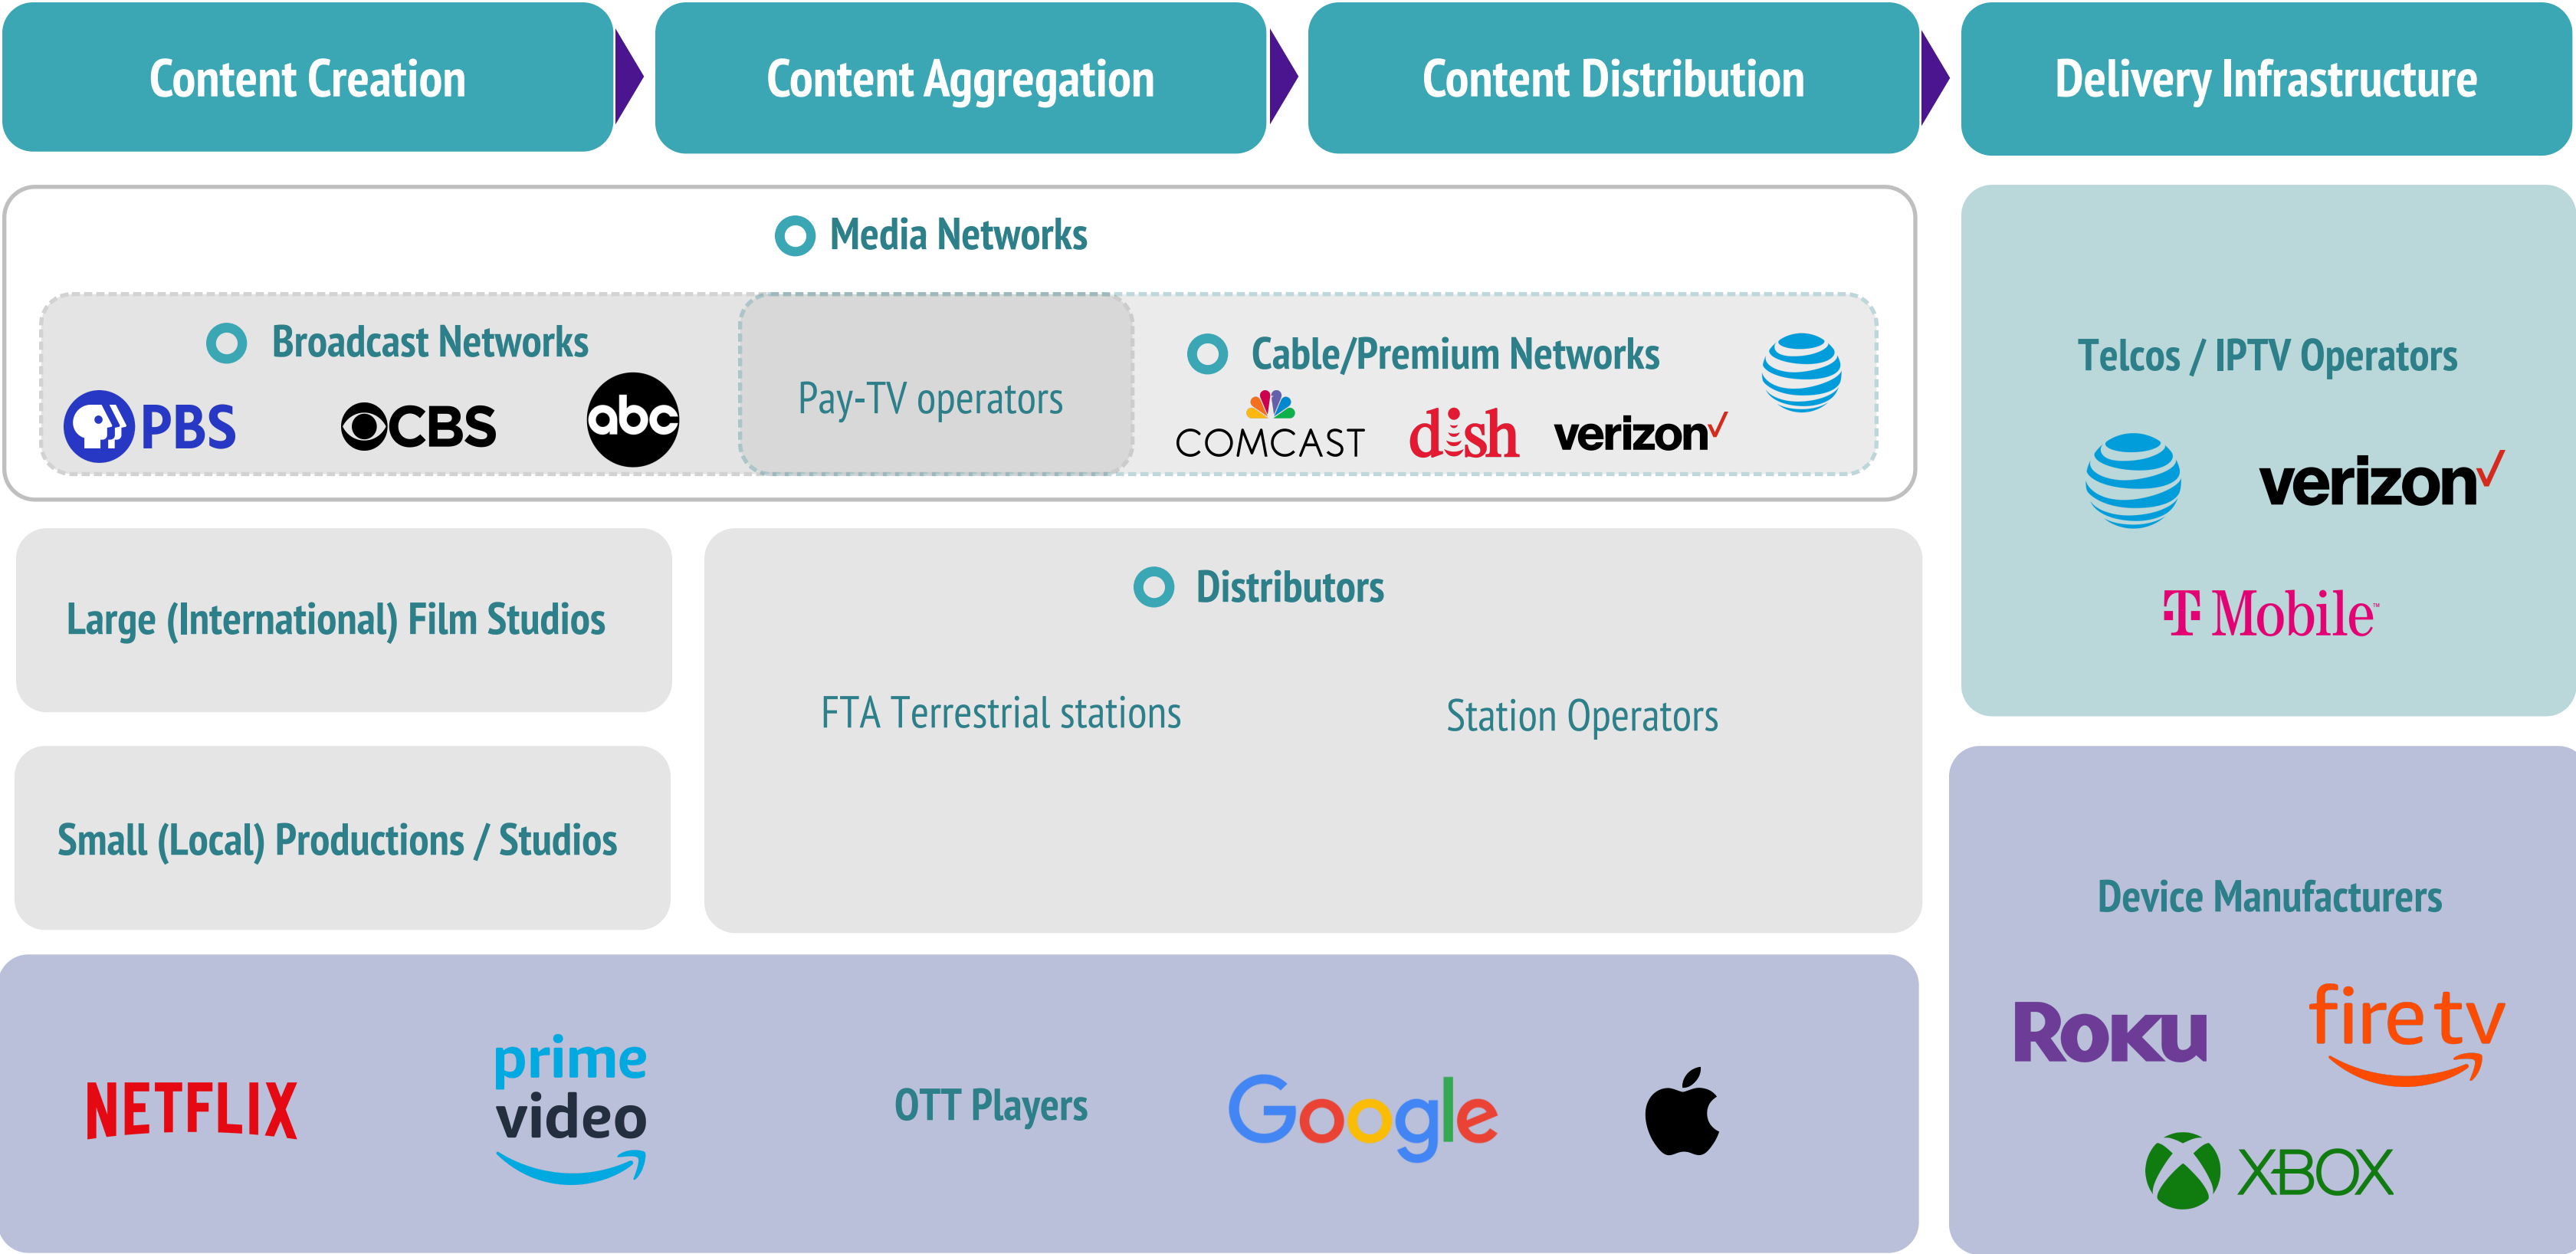 Content Creation
Content Aggregation
Content Distribution
Delivery Infrastructure
Media Networks
Broadcast Networks
PBS
CBS
abc
Pay-TV operators
Cable/Premium Networks
COMCAST
dish
verizon
Telcos / IPTV Operators
verizon
T Mobile™
Large (International) Film Studios
Small (Local) Productions / Studios
Distributors
FTA Terrestrial stations
Station Operators
Device Manufacturers
ROKU
fire tv
XBOX
NETFLIX
prime
video
OTT Players
Google